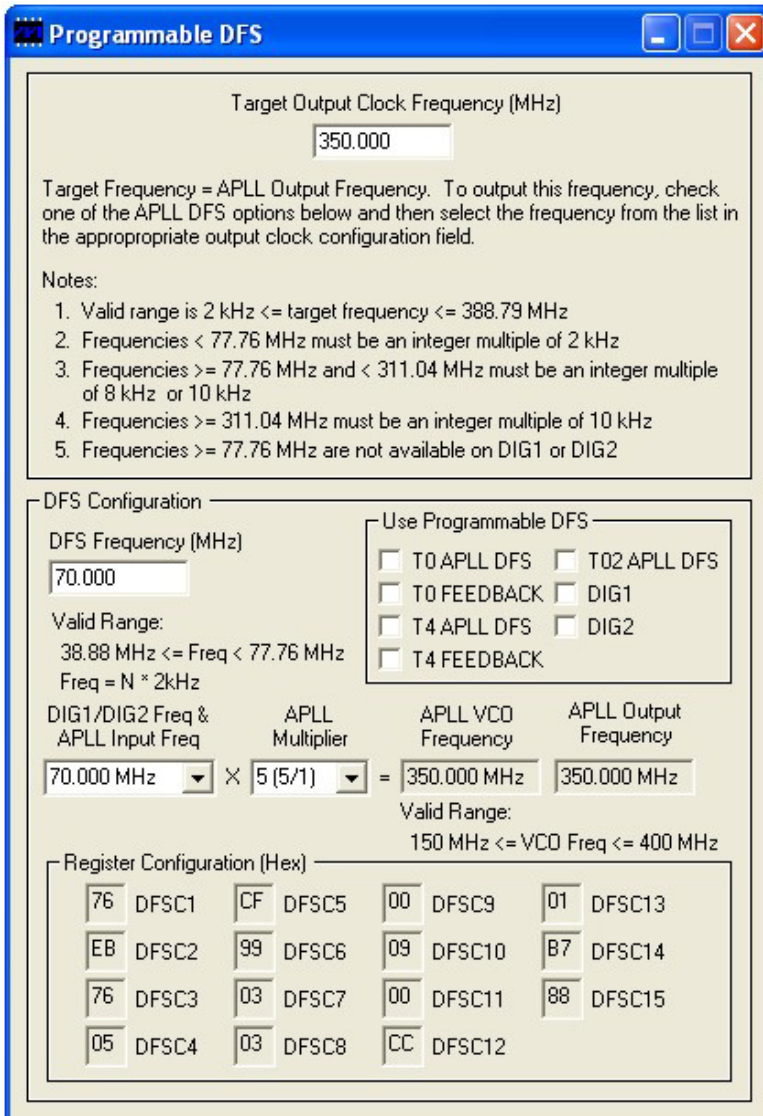 Programmable DFS
Target Output Clock Frequency (MHz)
350.000
Target Frequency = APLL Output Frequency. To output this frequency, check
one of the APLL DFS options below and then select the frequency from the list in
the appropropriate output clock configuration field.
Notes:
1. Valid range is 2 kHz <= target frequency <= 388.79 MHz
2. Frequencies < 77.76 MHz must be an integer multiple of 2 kHz
3. Frequencies >= 77.76 MHz and < 311.04 MHz must be an integer multiple
of 8 kHz or 10 kHz
4. Frequencies >= 311.04 MHz must be an integer multiple of 10 kHz
5. Frequencies >= 77.76 MHz are not available on DIG1 or DIG2
DFS Configuration
DFS Frequency (MHz)
70.000
Valid Range:
38.88 MHz <= Freq < 77.76 MHz
Freq = N * 2kHz
Use Programmable DFS
T0 APLL DFS T02 APLL DFS
T0 FEEDBACK DIG1
T4 APLL DFS DIG2
T4 FEEDBACK
DIG1/DIG2 Freq &
APLL Input Freq
APLL
Multiplier
APLL VCO
Frequency
APLL Output
Frequency
70.000 MHz X 5 (5/1) = 350.000 MHz 350.000 MHz
Valid Range:
150 MHz <= VCO Freq <= 400 MHz
Register Configuration (Hex)
76 DFSC1 CF DFSC5 00 DFSC9 01 DFSC13
EB DFSC2 99 DFSC6 09 DFSC10 B7 DFSC14
76 DFSC3 03 DFSC7 00 DFSC11 88 DFSC15
05 DFSC4 03 DFSC8 CC DFSC12